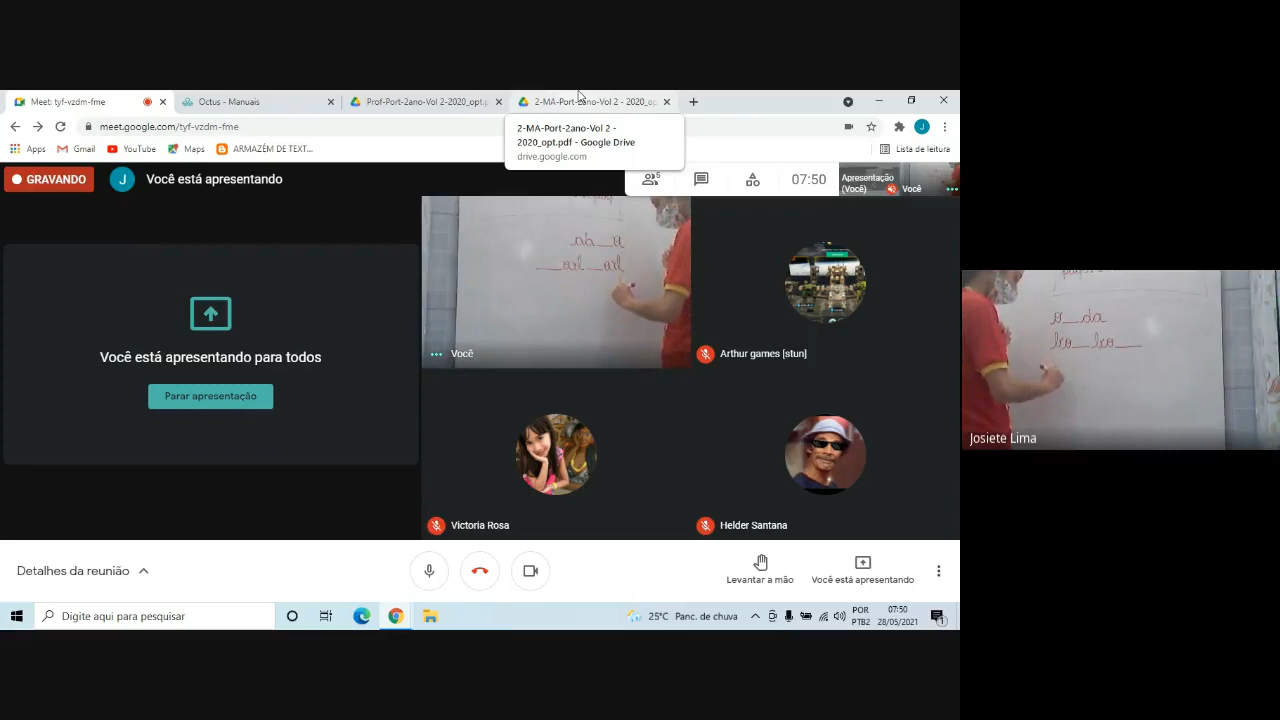 Meet: tyf-vzdm-fme
Octus - Manuais
Prof-Port-2ano-Vol 2-2020_opt.p
2-MA-Port-2ano-Vol 2 - 2020_op
meet.google.com/tyf-vzdm-fme
2-MA-Port-2ano-Vol 2 -
2020_opt.pdf - Google Drive
drive.google.com
Apps
Gmail
YouTube
Maps
ARMAZÉM DE TEXT...
Lista de leitura
GRAVANDO
J
Você está apresentando
5
07:50
Apresentação
(Você)
Você
J
Você está apresentando para todos
Parar apresentação
Você
Arthur games [stun]
Victoria Rosa
Helder Santana
o__da
bo__bo__
Josiete Lima
Detalhes da reunião
Levantar a mão
Você está apresentando
Digite aqui para pesquisar
25°C Panc. de chuva
POR
PTB2
07:50
28/05/2021
1